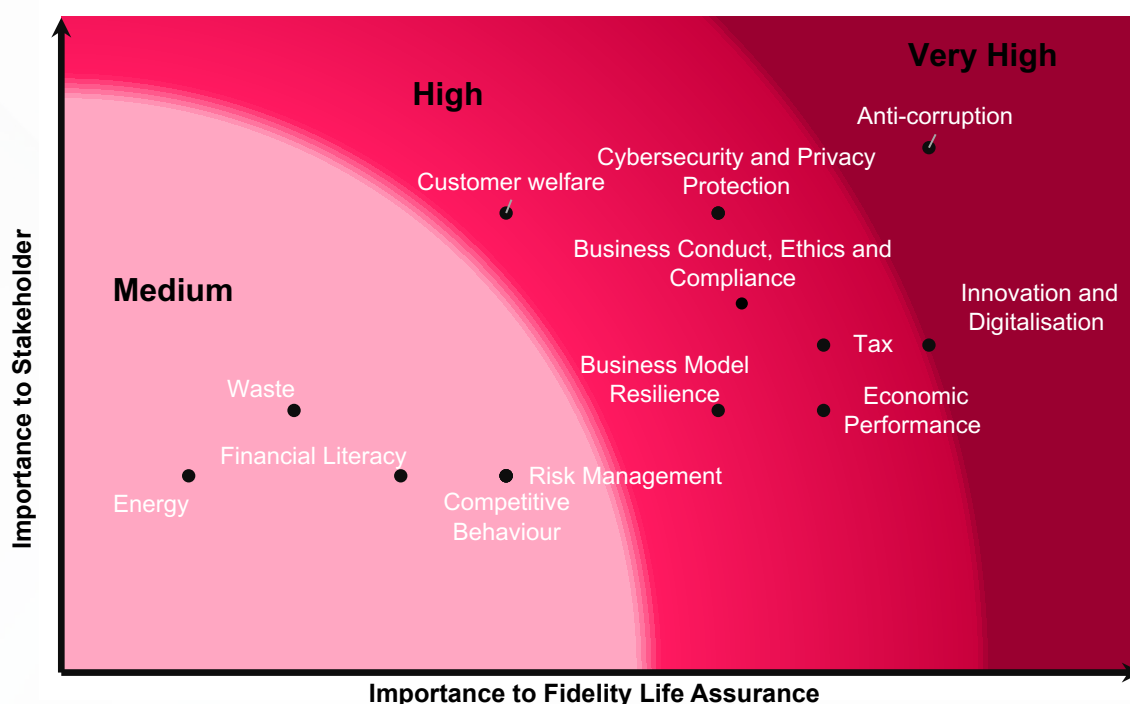 Very High
High
Anti-corruption
Cybersecurity and Privacy
Protection
Customer welfare
Business Conduct, Ethics and
Compliance
Medium
Innovation and
Digitalisation
Tax
Business Model
Resilience
Waste
Economic
Performance
Financial Literacy
Risk Management
Energy
Competitive
Behaviour
Importance to Stakeholder
Importance to Fidelity Life Assurance